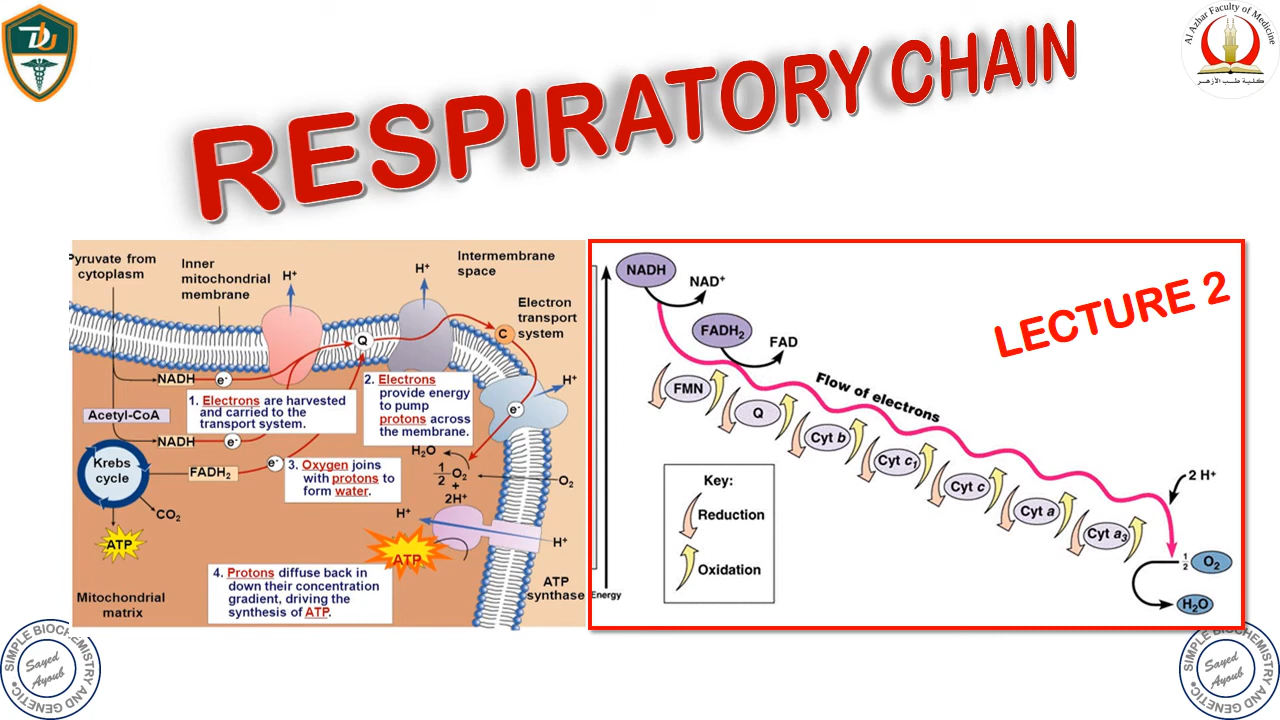 DU
Al Azhar Faculty of Medicine
كلية طب الأزهر
RESPIRATORY CHAIN
Pyruvate from
cytoplasm
Inner
mitochondrial
membrane
H⁺
H⁺
Intermembrane
space
Electron
transport
system
C
Q
NADH
e⁻
1. Electrons are harvested
and carried to the
transport system.
2. Electrons
provide energy
to pump
protons across
the membrane.
H⁺
e⁻
Acetyl-CoA
NADH
e⁻
Krebs
cycle
FADH₂
e⁻
3. Oxygen joins
with protons to
form water.
H₂O
1/2 O₂
+
2H⁺
O₂
CO₂
ATP
H⁺
ATP
H⁺
4. Protons diffuse back in
down their concentration
gradient, driving the
synthesis of ATP.
ATP
synthase
Mitochondrial
matrix
LECTURE 2
NADH
NAD⁺
FADH₂
FAD
Flow of electrons
FMN
Q
Cyt b
Cyt c₁
Cyt c
Cyt a
Cyt a₃
2 H⁺
1/2 O₂
H₂O
Key:
Reduction
Oxidation
Energy
SIMPLE BIOCHEMISTRY AND GENETIC
Sayed
Ayoub
SIMPLE BIOCHEMISTRY AND GENETIC
Sayed
Ayoub